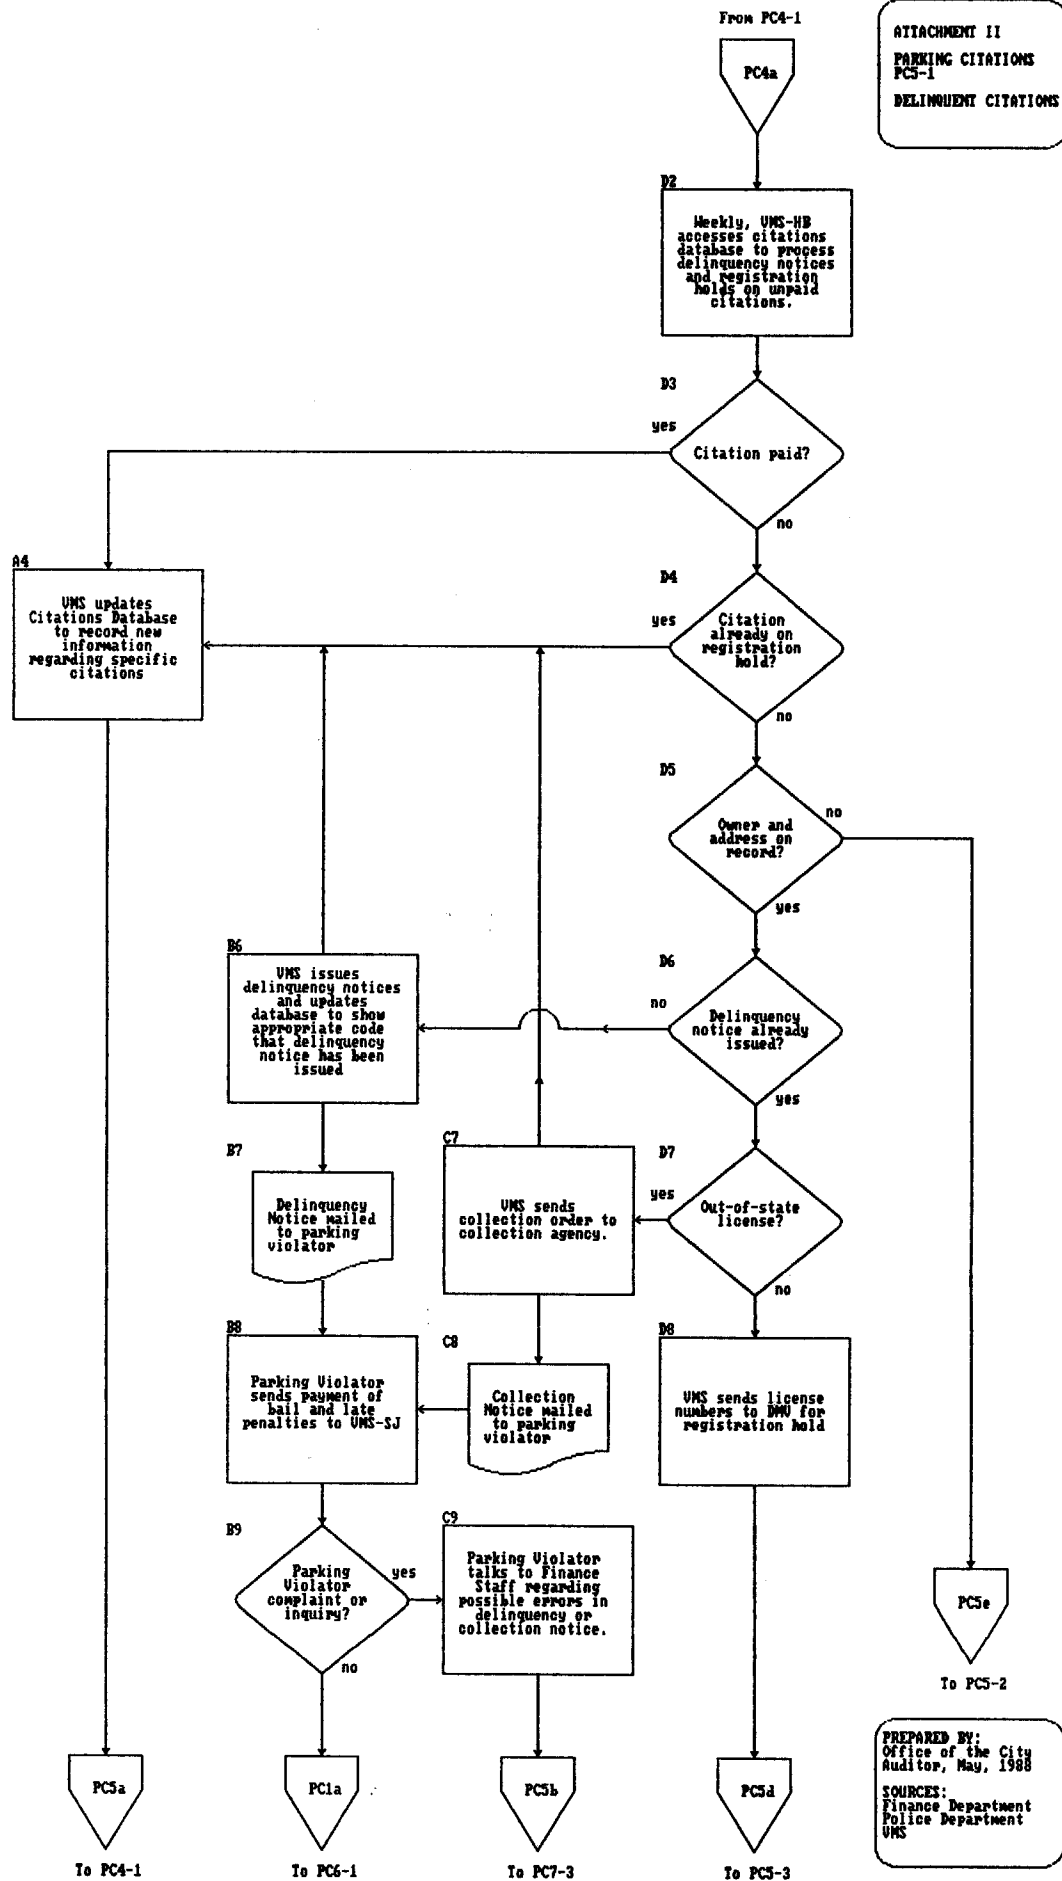 From PC4-1
PC4a
ATTACHMENT II
PARKING CITATIONS
PC5-1
DELINQUENT CITATIONS
D2
Weekly, VMS-HB
accesses citations
database to process
delinquency notices
and registration
holds on unpaid
citations.
D3
yes
Citation paid?
no
A4
VMS updates
Citations Database
to record new
information
regarding specific
citations
D4
yes
Citation
already on
registration
hold?
no
D5
no
Owner and
address on
record?
yes
B6
VMS issues
delinquency notices
and updates
database to show
appropriate code
that delinquency
notice has been
issued
D6
no
Delinquency
notice already
issued?
yes
B7
Delinquency
Notice mailed
to parking
violator
C7
VMS sends
collection order to
collection agency.
D7
yes
Out-of-state
license?
no
B8
Parking Violator
sends payment of
bail and late
penalties to VMS-SJ
C8
Collection
Notice mailed
to parking
violator
D8
VMS sends license
numbers to DMV for
registration hold
B9
Parking
Violator
complaint or
inquiry?
yes
no
C9
Parking Violator
talks to Finance
Staff regarding
possible errors in
delinquency or
collection notice.
PC5e
To PC5-2
PC5a
To PC4-1
PC1a
To PC6-1
PC5b
To PC7-3
PC5d
To PC5-3
PREPARED BY:
Office of the City
Auditor, May, 1988
SOURCES:
Finance Department
Police Department
VMS